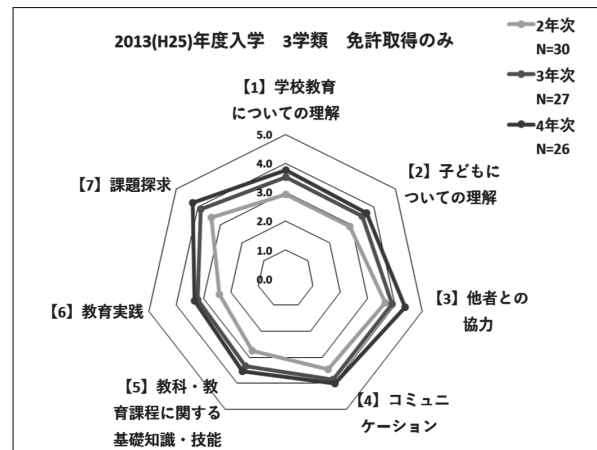 2013(H25)年度入学　3学類　免許取得のみ
2年次
N=30
3年次
N=27
4年次
N=26
【1】学校教育
についての理解
【2】子どもに
ついての理解
【3】他者との
協力
【4】コミュニ
ケーション
【5】教科・教
育課程に関する
基礎知識・技能
【6】教育実践
【7】課題探求
5.0
4.0
3.0
2.0
1.0
0.0